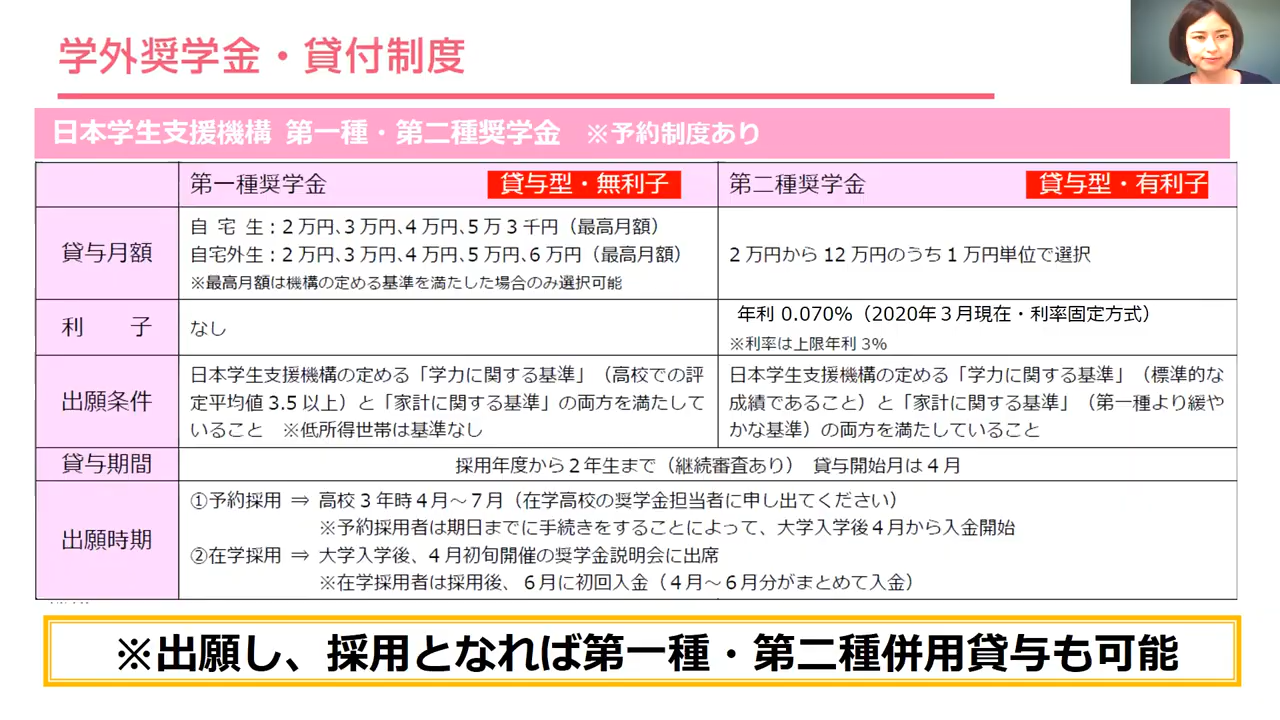 学外奨学金・貸付制度
日本学生支援機構 第一種・第二種奨学金　※予約制度あり
第一種奨学金　貸与型・無利子
第二種奨学金　貸与型・有利子
貸与月額
自 宅 生：２万円､３万円､４万円､５万３千円（最高月額）
自宅外生：２万円､３万円､４万円､５万円､６万円（最高月額）
※最高月額は機構の定める基準を満たした場合のみ選択可能
２万円から 12 万円のうち１万円単位で選択
利　　子
なし
年利 0.070%（2020年３月現在・利率固定方式）
※利率は上限年利 3%
出願条件
日本学生支援機構の定める「学力に関する基準」（高校での評
定平均値 3.5 以上）と「家計に関する基準」の両方を満たして
いること　※低所得世帯は基準なし
日本学生支援機構の定める「学力に関する基準」（標準的な
成績であること）と「家計に関する基準」（第一種より緩や
かな基準）の両方を満たしていること
貸与期間
採用年度から２年生まで（継続審査あり）　貸与開始月は４月
出願時期
①予約採用 ⇒ 高校３年時４月～７月（在学高校の奨学金担当者に申し出てください）
※予約採用者は期日までに手続きをすることによって、大学入学後４月から入金開始
②在学採用 ⇒ 大学入学後、４月初旬開催の奨学金説明会に出席
※在学採用者は採用後、６月に初回入金（４月～６月分がまとめて入金）
※出願し、採用となれば第一種・第二種併用貸与も可能